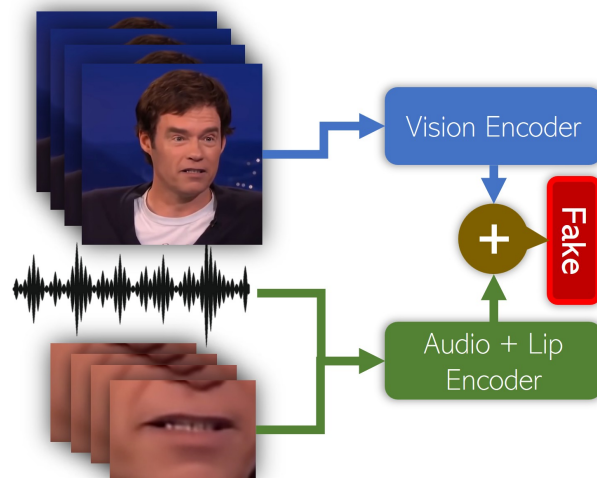 Vision Encoder
+
Fake
Audio + Lip
Encoder